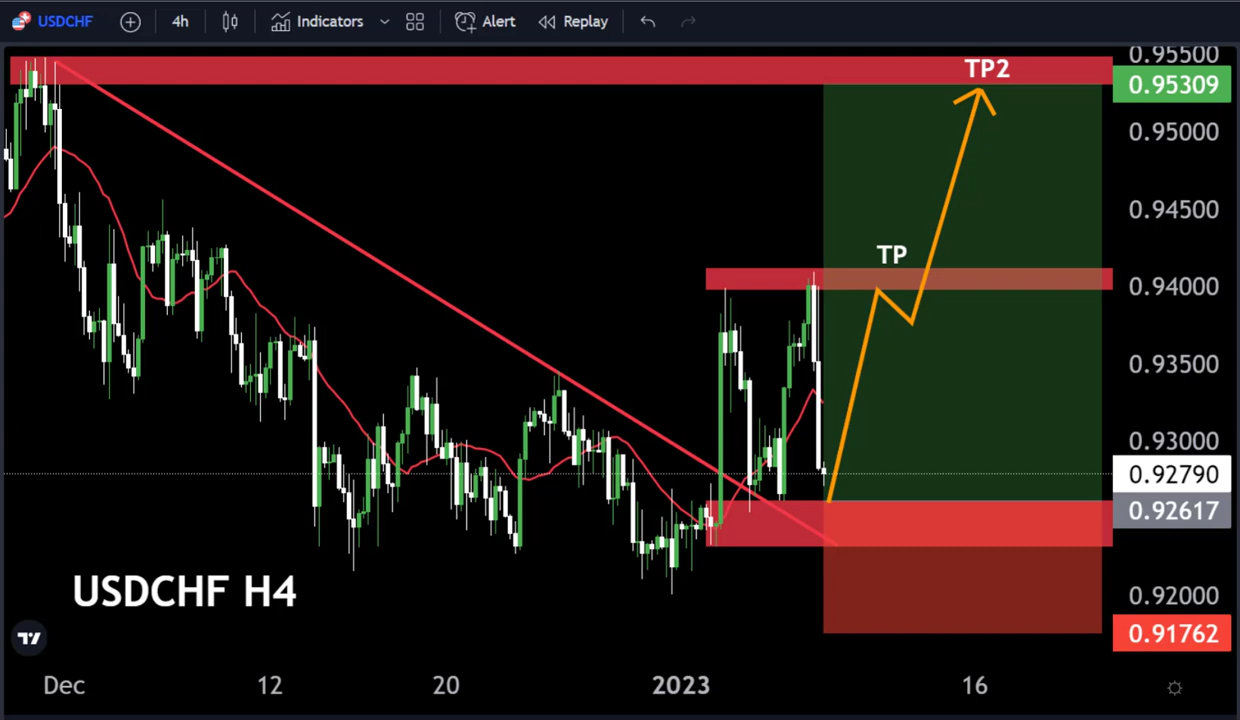 USDCHF 4h Indicators Alert Replay
0.95500
TP2
0.95309
0.95000
0.94500
TP
0.94000
0.93500
0.93000
0.92790
0.92617
0.92000
USDCHF H4
0.91762
Dec 12 20 2023 16